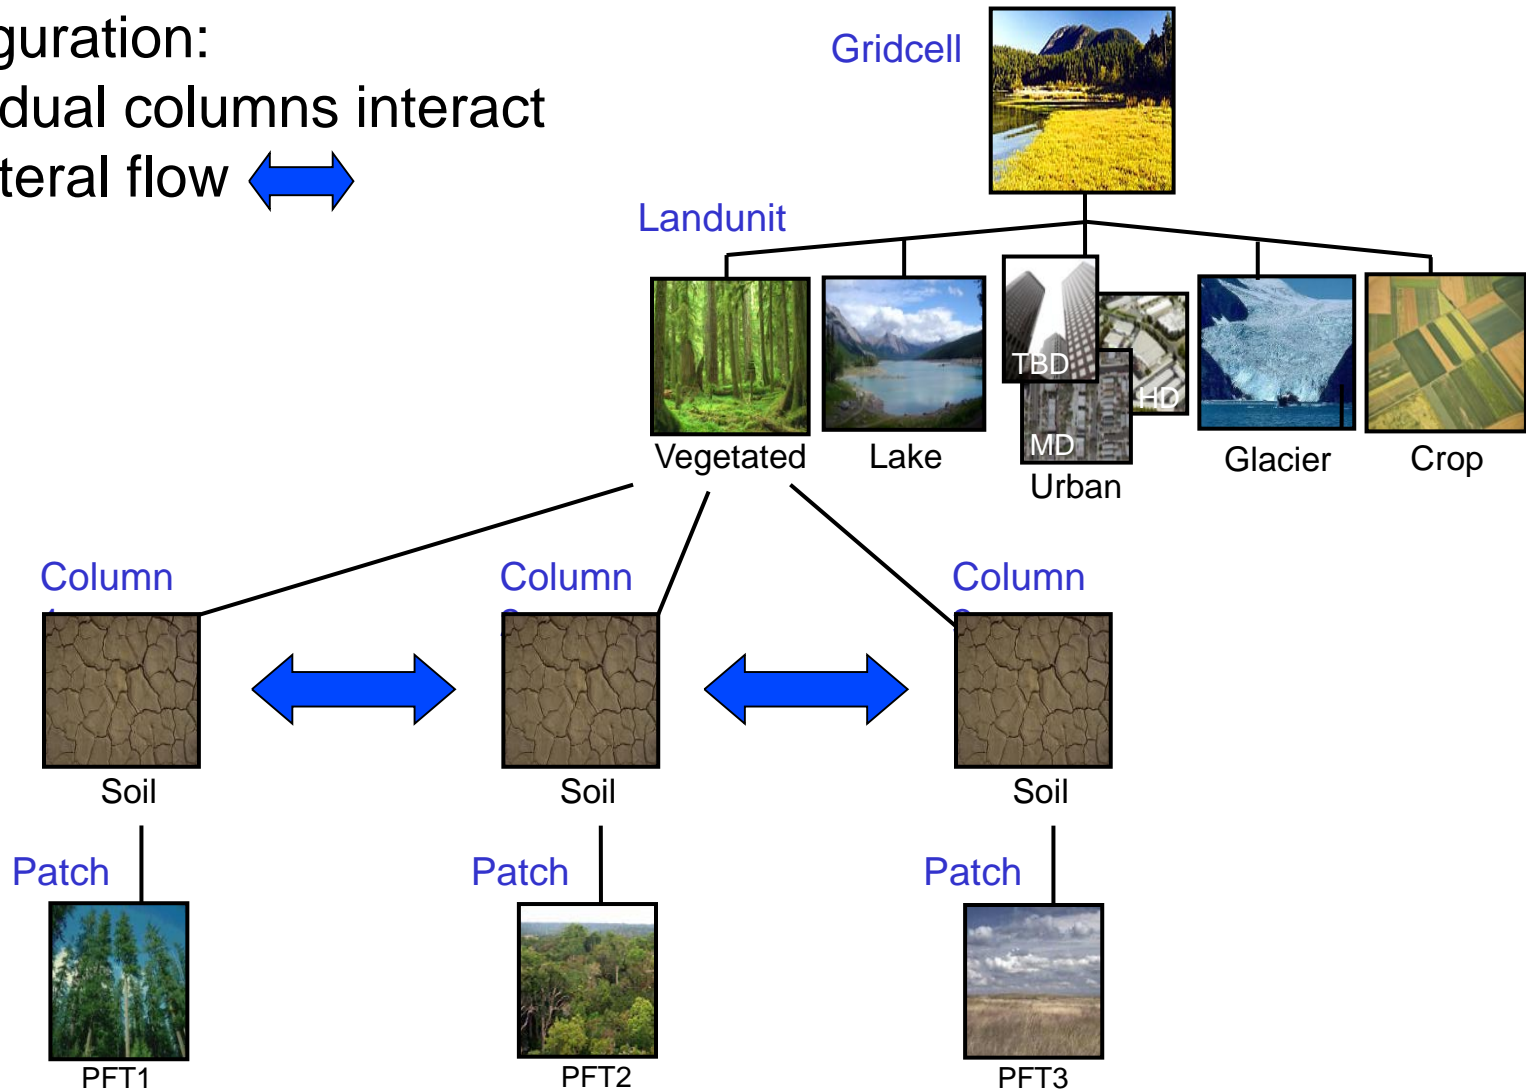 guration:
dual columns interact
teral flow
Gridcell
Landunit
TBD
HD
MD
Vegetated
Lake
Urban
Glacier
Crop
Column
Column
Column
Soil
Soil
Soil
Patch
Patch
Patch
PFT1
PFT2
PFT3